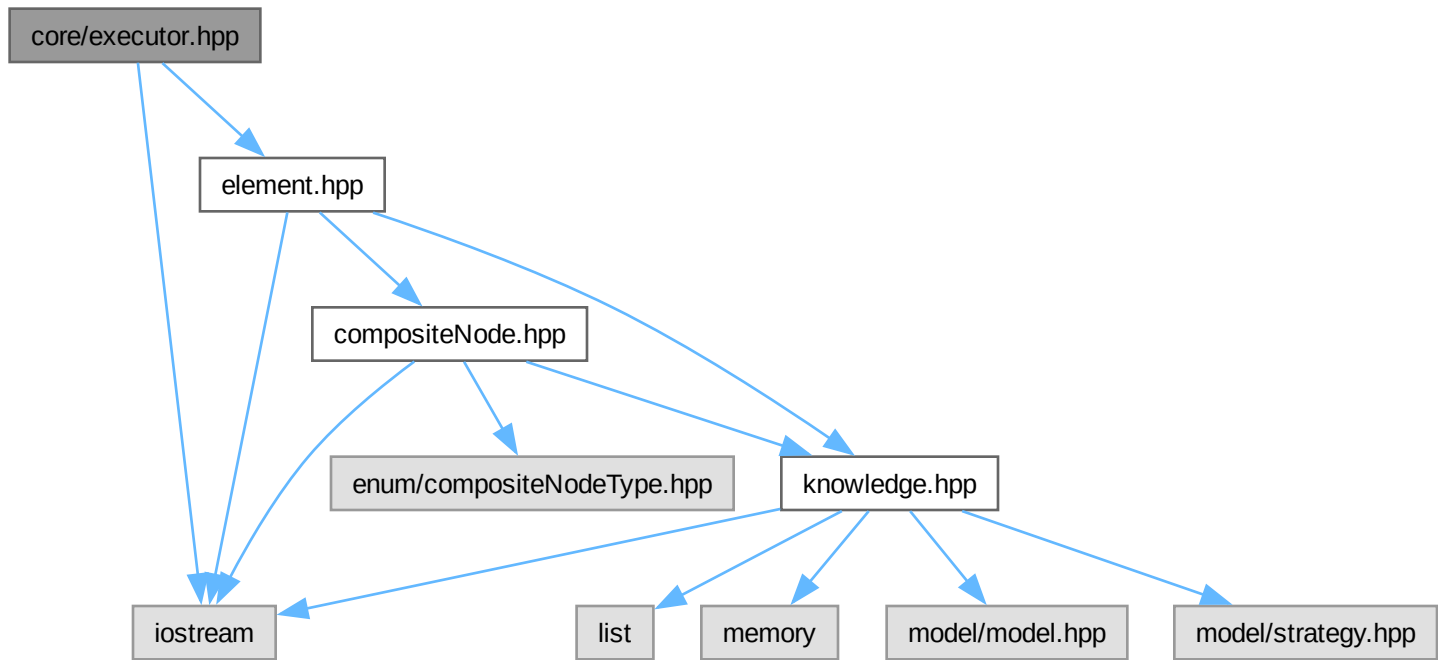 core/executor.hpp
element.hpp
compositeNode.hpp
enum/compositeNodeType.hpp
knowledge.hpp
iostream
list
memory
model/model.hpp
model/strategy.hpp